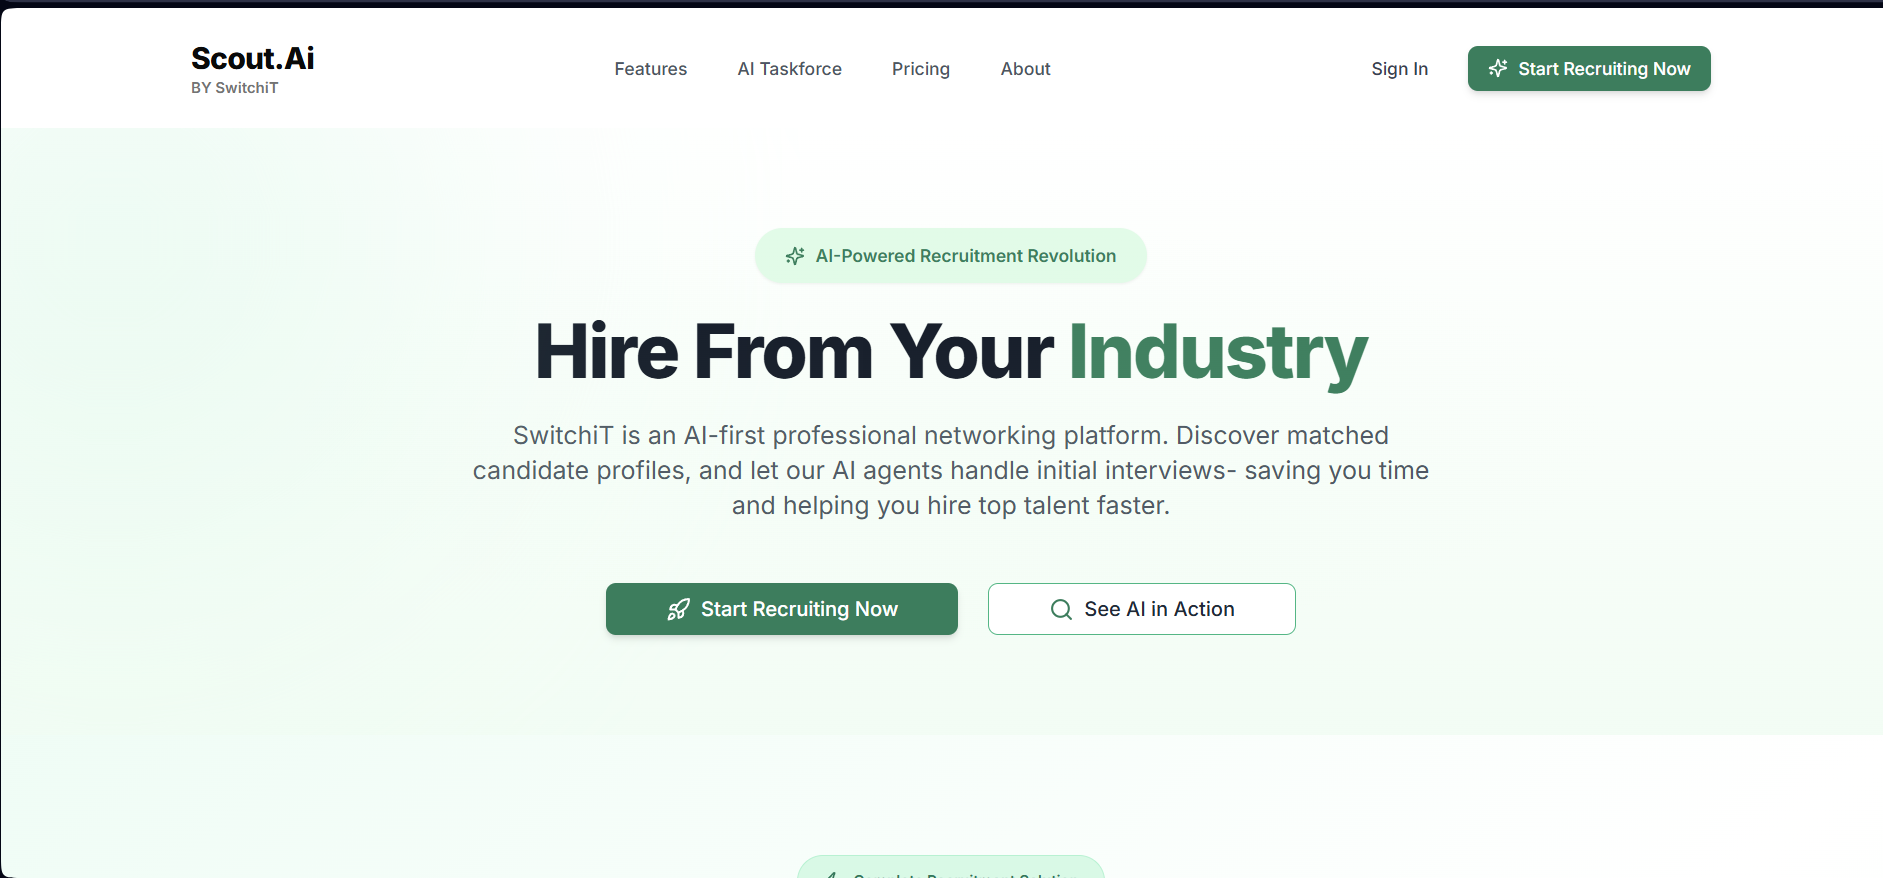 Scout.Ai
BY SwitchiT
Features
AI Taskforce
Pricing
About
Sign In
Start Recruiting Now
AI-Powered Recruitment Revolution
Hire From Your Industry
SwitchiT is an AI-first professional networking platform. Discover matched
candidate profiles, and let our AI agents handle initial interviews- saving you time
and helping you hire top talent faster.
Start Recruiting Now
See AI in Action